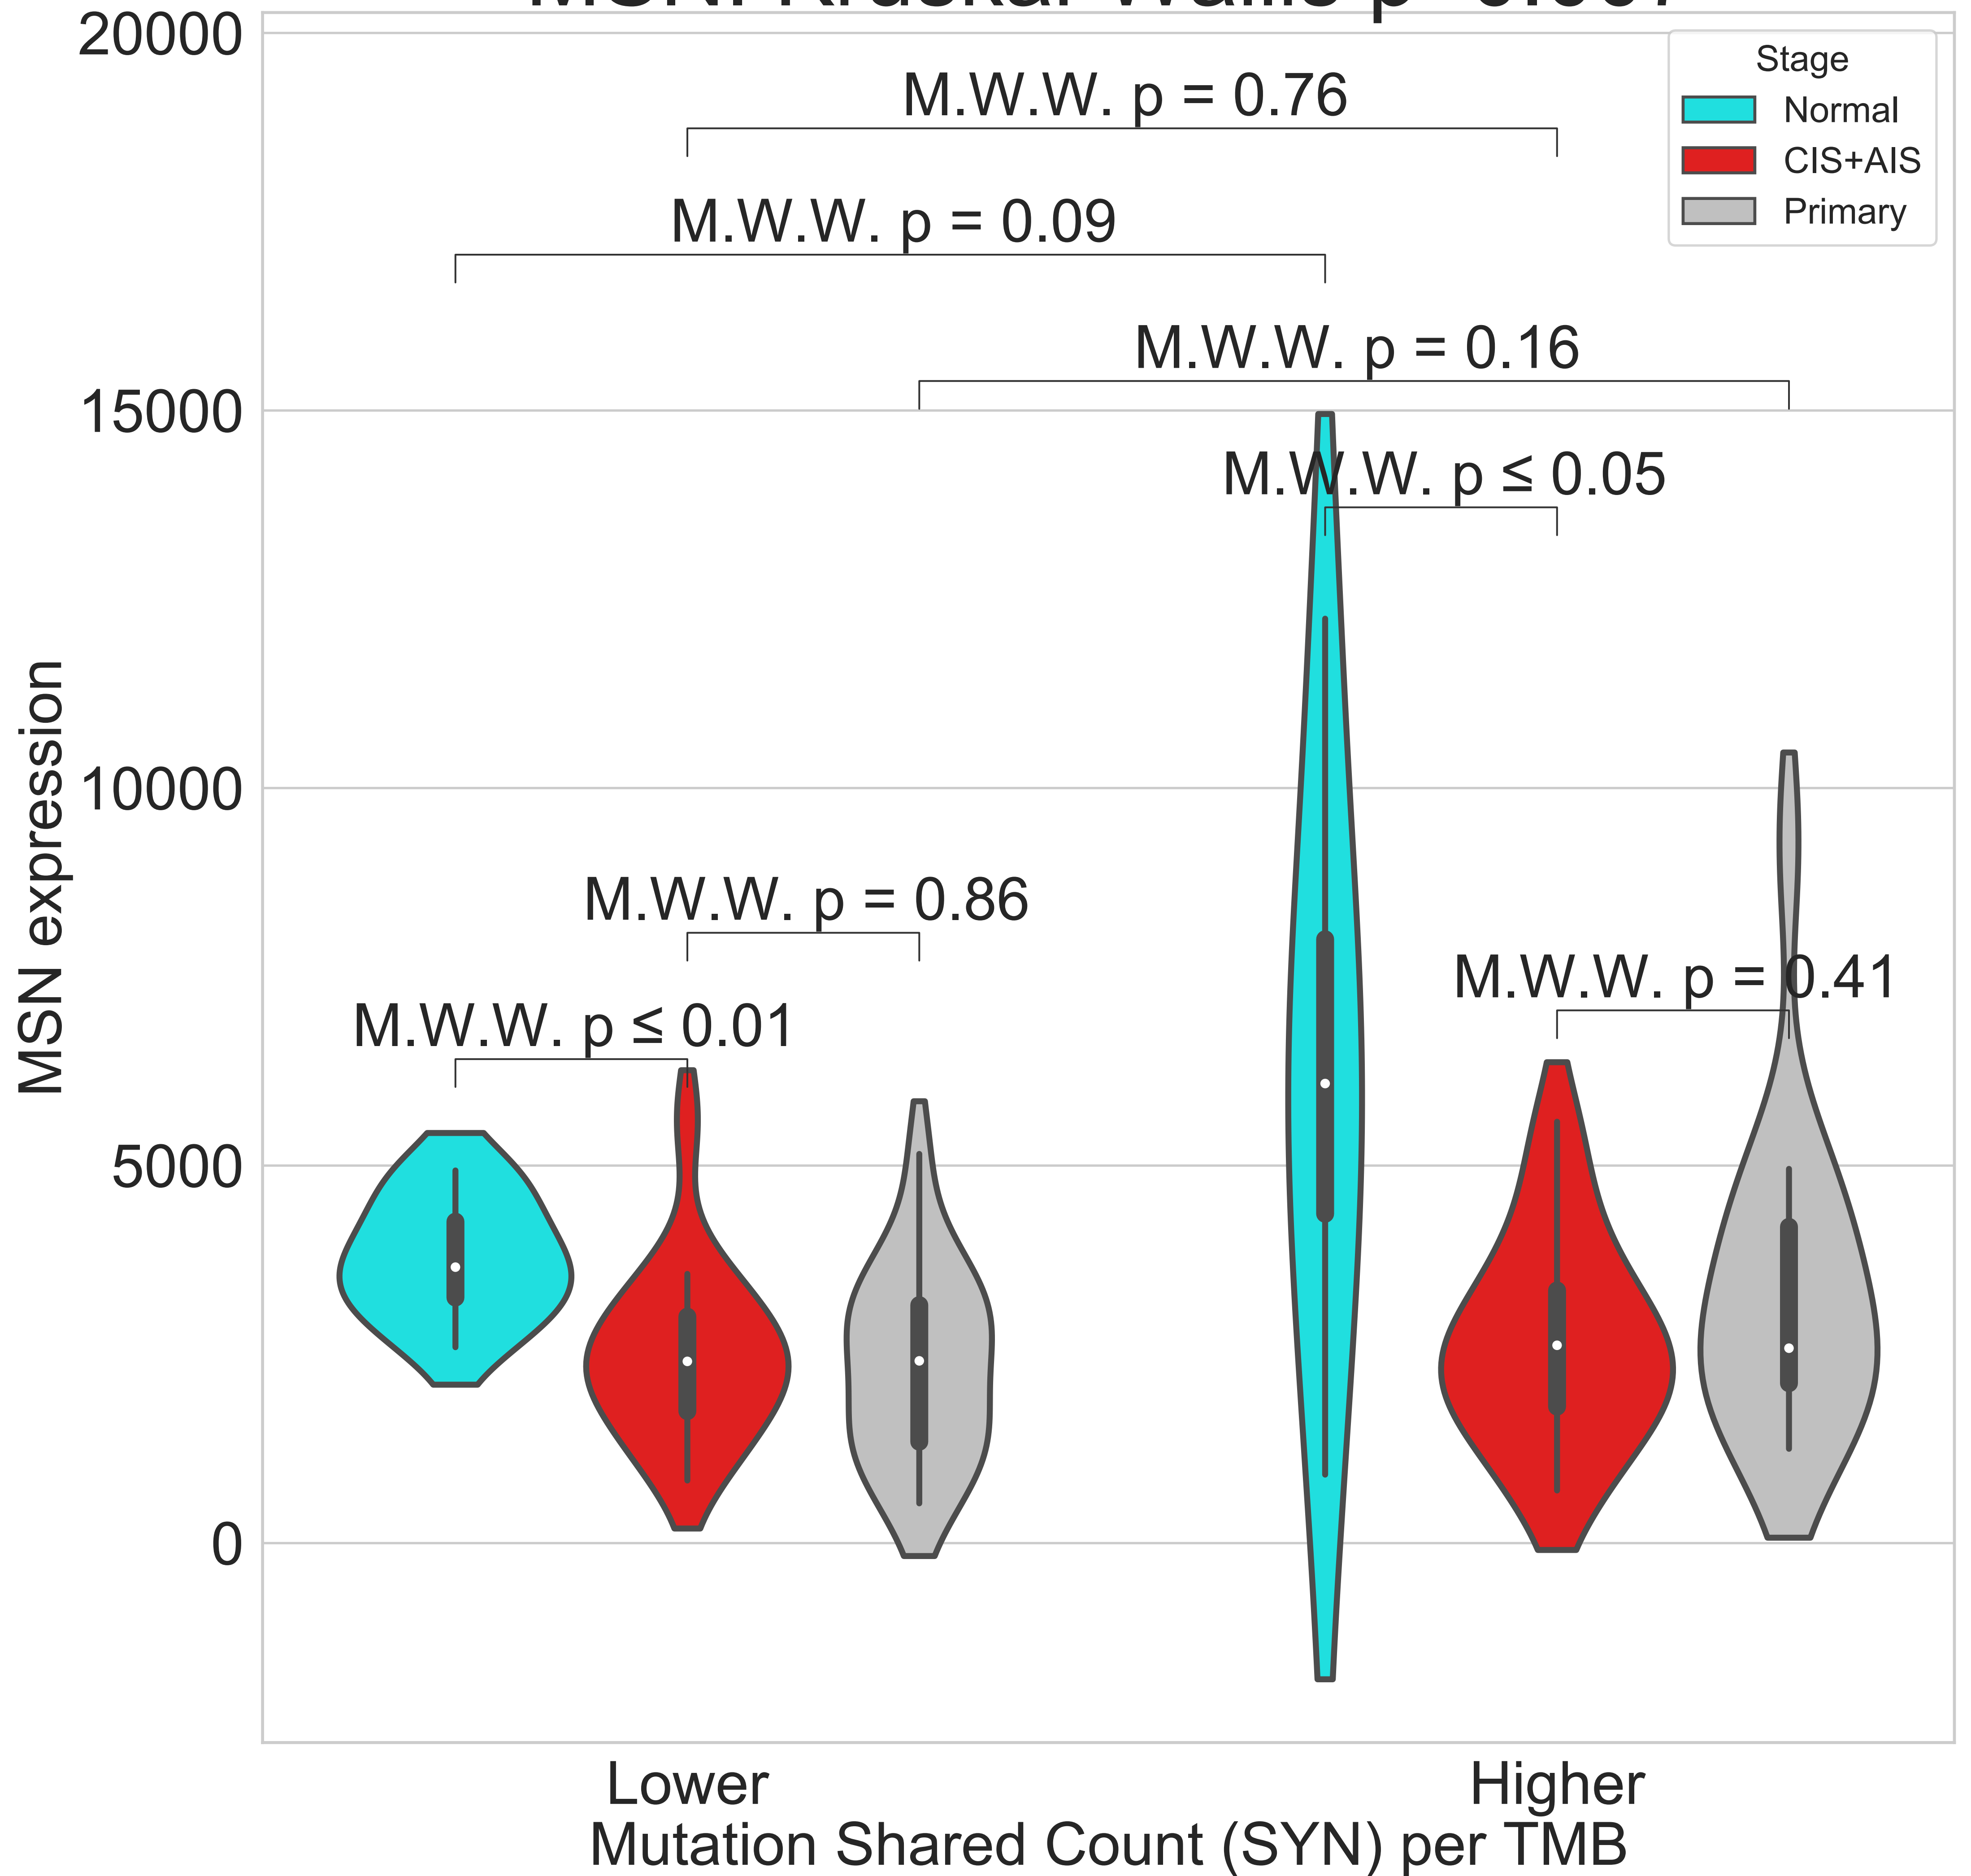 20000
15000
10000
5000
0
MSN expression
M.W.W. p = 0.76
M.W.W. p = 0.09
M.W.W. p = 0.16
M.W.W. p ≤ 0.05
M.W.W. p = 0.86
M.W.W. p = 0.41
M.W.W. p ≤ 0.01
Stage
Normal
CIS+AIS
Primary
Lower
Higher
Mutation Shared Count (SYN) per TMB